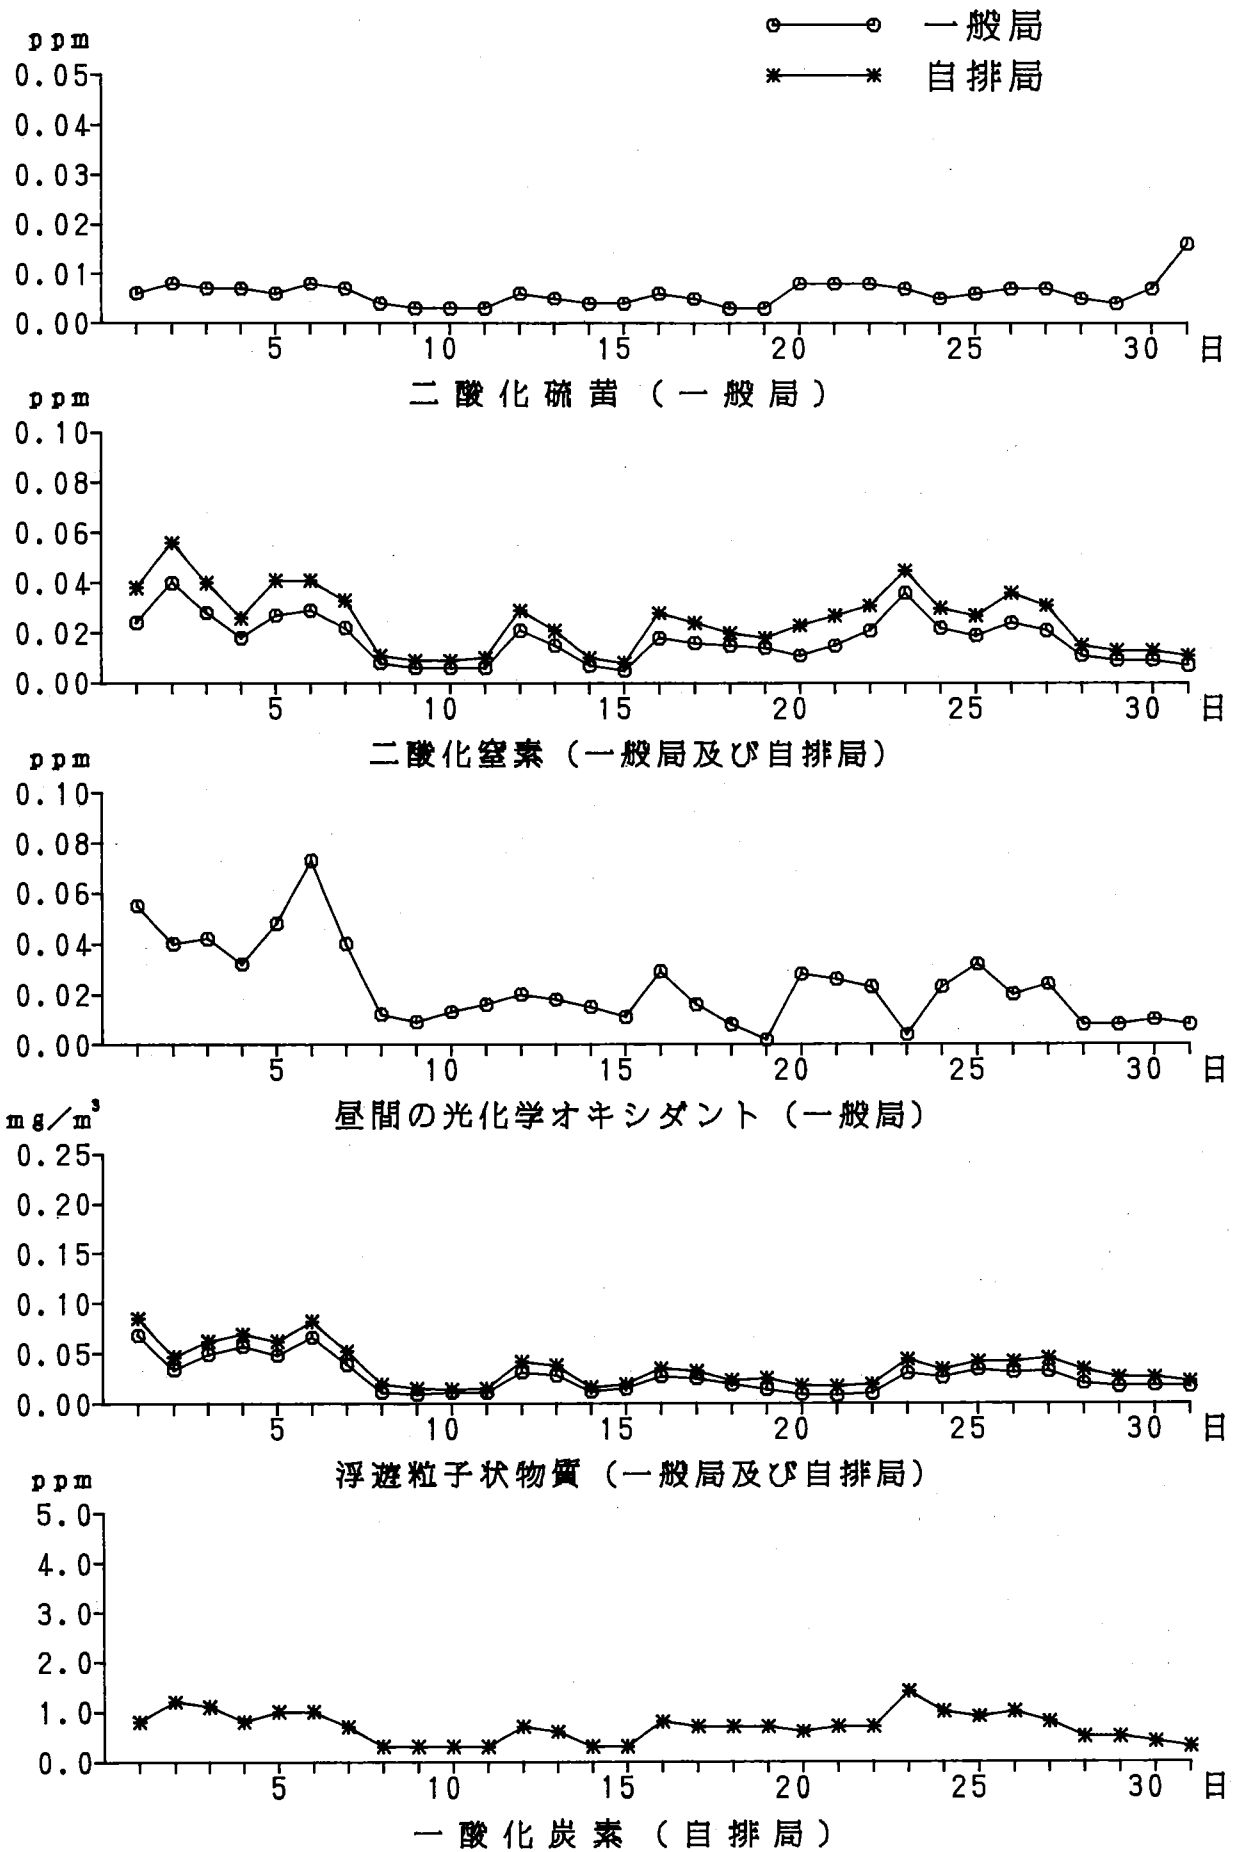 一般局
自排局
ppm
0.05
0.04
0.03
0.02
0.01
0.00
5 10 15 20 25 30 日
二酸化硫黄（一般局）
ppm
0.10
0.08
0.06
0.04
0.02
0.00
5 10 15 20 25 30 日
二酸化窒素（一般局及び自排局）
ppm
0.10
0.08
0.06
0.04
0.02
0.00
5 10 15 20 25 30 日
昼間の光化学オキシダント（一般局）
mg/m³
0.25
0.20
0.15
0.10
0.05
0.00
5 10 15 20 25 30 日
浮遊粒子状物質（一般局及び自排局）
ppm
5.0
4.0
3.0
2.0
1.0
0.0
5 10 15 20 25 30 日
一酸化炭素（自排局）